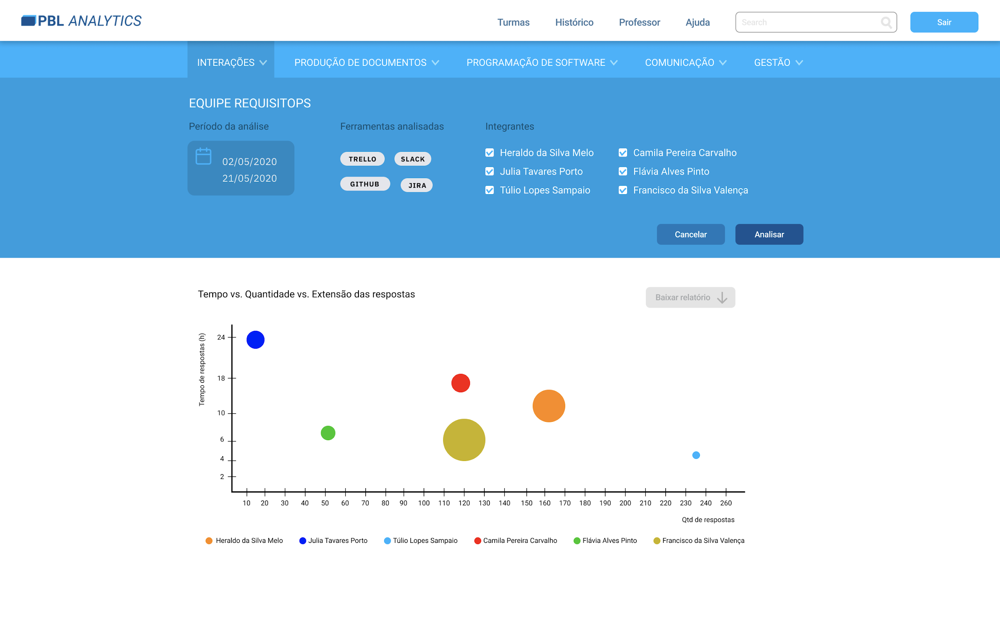 PBL ANALYTICS
Turmas Histórico Professor Ajuda Search Sair
INTERAÇÕES PRODUÇÃO DE DOCUMENTOS PROGRAMAÇÃO DE SOFTWARE COMUNICAÇÃO GESTÃO
EQUIPE REQUISITOPS
Período da análise
02/05/2020
21/05/2020
Ferramentas analisadas
TRELLO SLACK
GITHUB JIRA
Integrantes
Heraldo da Silva Melo Camila Pereira Carvalho
Julia Tavares Porto Flávia Alves Pinto
Túlio Lopes Sampaio Francisco da Silva Valença
Cancelar Analisar
Tempo vs. Quantidade vs. Extensão das respostas
Baixar relatório
Tempo de respostas (h)
24
18
10
6
4
2
10 20 30 40 50 60 70 80 90 100 110 120 130 140 150 160 170 180 190 200 210 220 230 240 260
Qtd de respostas
Heraldo da Silva Melo Julia Tavares Porto Túlio Lopes Sampaio Camila Pereira Carvalho Flávia Alves Pinto Francisco da Silva Valença